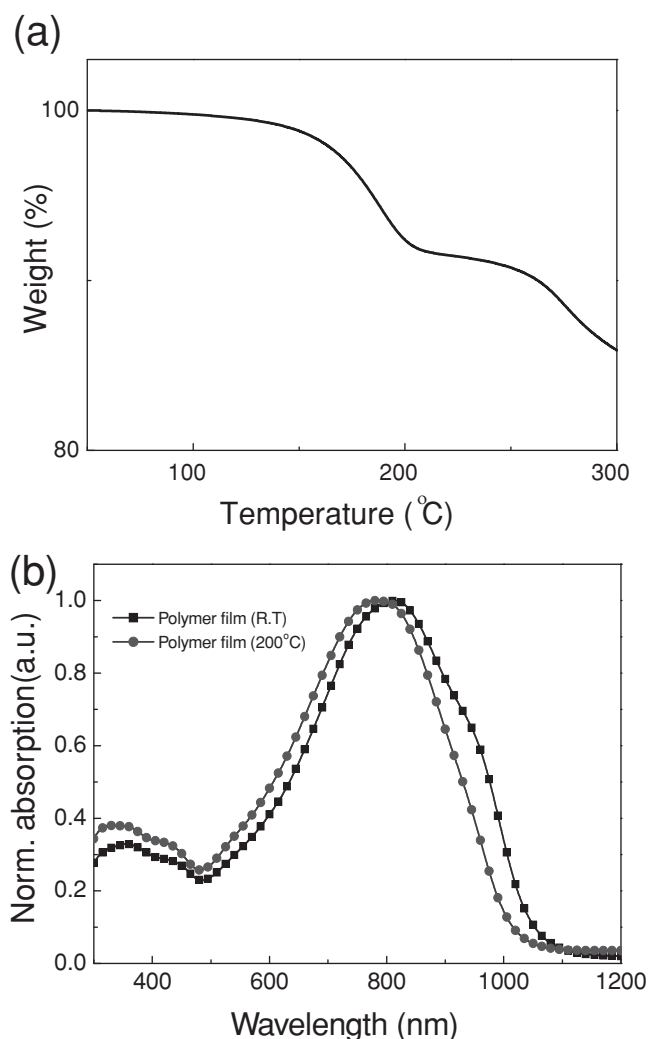 (a)
100
Weight (%)
80
100
200
300
Temperature (°C)
(b)
1.0
Polymer film (R.T)
Polymer film (200°C)
0.8
0.6
0.4
0.2
0.0
Norm. absorption(a.u.)
400
600
800
1000
1200
Wavelength (nm)